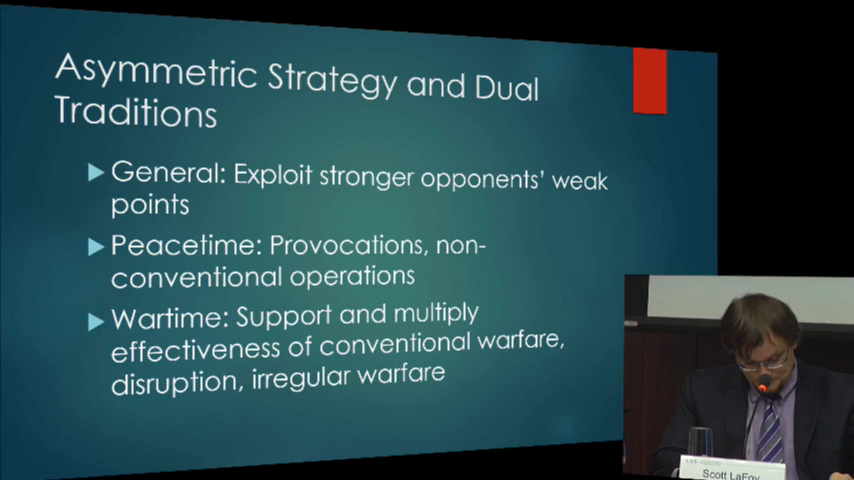 Asymmetric Strategy and Dual
Traditions
General: Exploit stronger opponents' weak
points
Peacetime: Provocations, non-
conventional operations
Wartime: Support and multiply
effectiveness of conventional warfare,
disruption, irregular warfare
Scott LaFoy